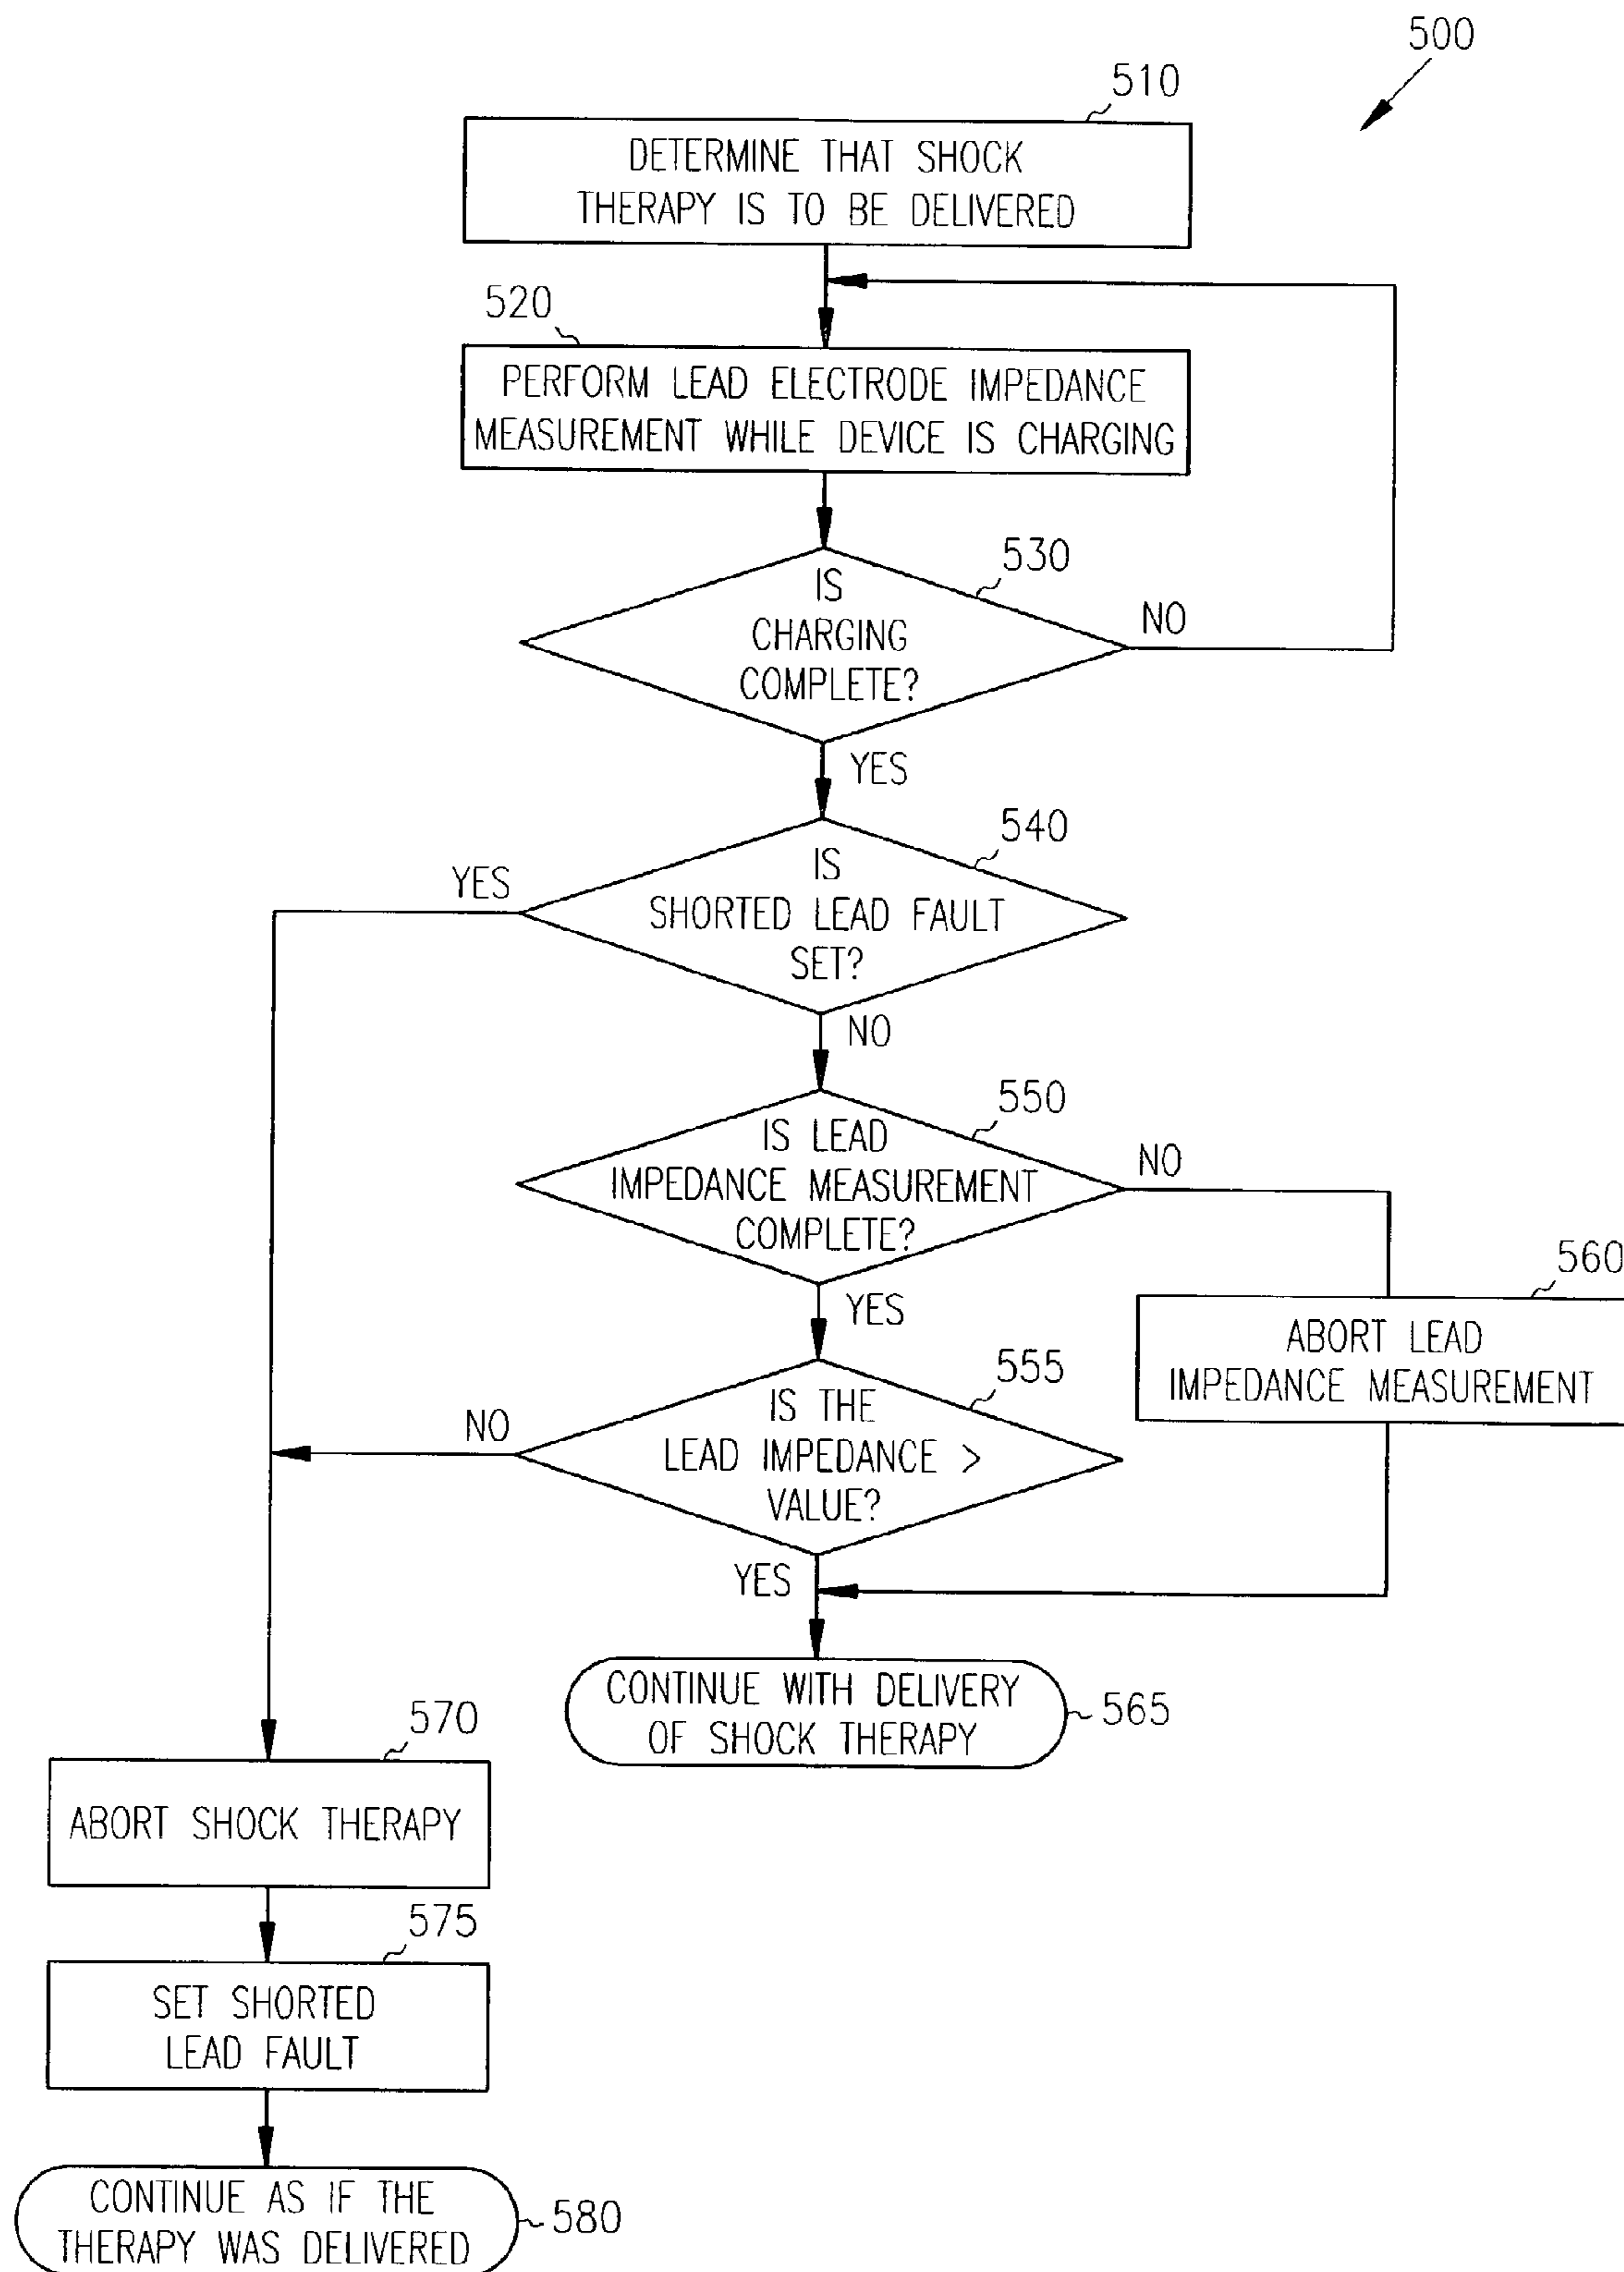 500
510
DETERMINE THAT SHOCK
THERAPY IS TO BE DELIVERED
520
PERFORM LEAD ELECTRODE IMPEDANCE
MEASUREMENT WHILE DEVICE IS CHARGING
530
IS
CHARGING
COMPLETE?
NO
YES
540
IS
SHORTED LEAD FAULT
SET?
YES
NO
550
IS LEAD
IMPEDANCE MEASUREMENT
COMPLETE?
NO
YES
560
ABORT LEAD
IMPEDANCE MEASUREMENT
555
IS THE
LEAD IMPEDANCE >
VALUE?
NO
YES
CONTINUE WITH DELIVERY
OF SHOCK THERAPY
565
570
ABORT SHOCK THERAPY
575
SET SHORTED
LEAD FAULT
CONTINUE AS IF THE
THERAPY WAS DELIVERED
580